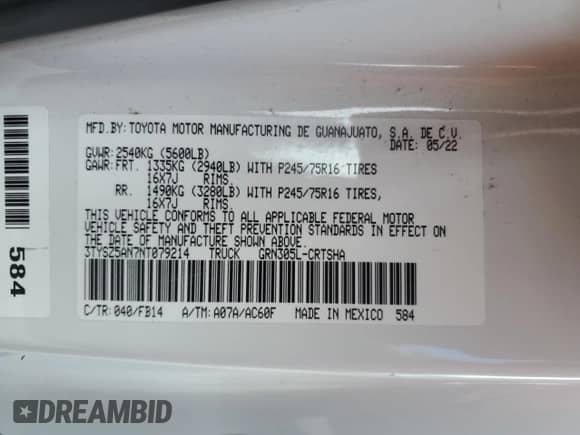 MFD.BY: TOYOTA MOTOR MANUFACTURING DE GUANAJUATO, S.A. DE C.V.
DATE: 05/22
GVWR: 2540KG (5600LB)
GAWR: FRT. 1335KG (2940LB) WITH P245/75R16 TIRES
16X7J RIMS,
RR. 1490KG (3280LB) WITH P245/75R16 TIRES,
16X7J RIMS,
THIS VEHICLE CONFORMS TO ALL APPLICABLE FEDERAL MOTOR
VEHICLE SAFETY AND THEFT PREVENTION STANDARDS IN EFFECT ON
THE DATE OF MANUFACTURE SHOWN ABOVE.
3TYSZ5AN7NT079214 TRUCK GRN305L-CRTSHA
C/TR: 040/FB14 A/TM: A07A/AC60F MADE IN MEXICO 584
584
DREAMBID